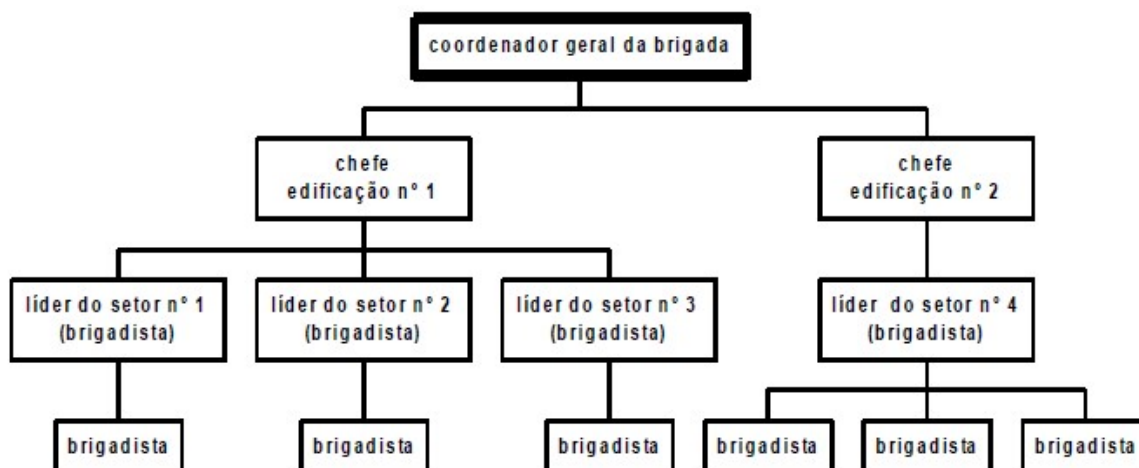 coordenador geral da brigada
chefe
edificação nº 1
chefe
edificação nº 2
líder do setor nº 1
(brigadista)
líder do setor nº 2
(brigadista)
líder do setor nº 3
(brigadista)
líder do setor nº 4
(brigadista)
brigadista
brigadista
brigadista
brigadista
brigadista
brigadista